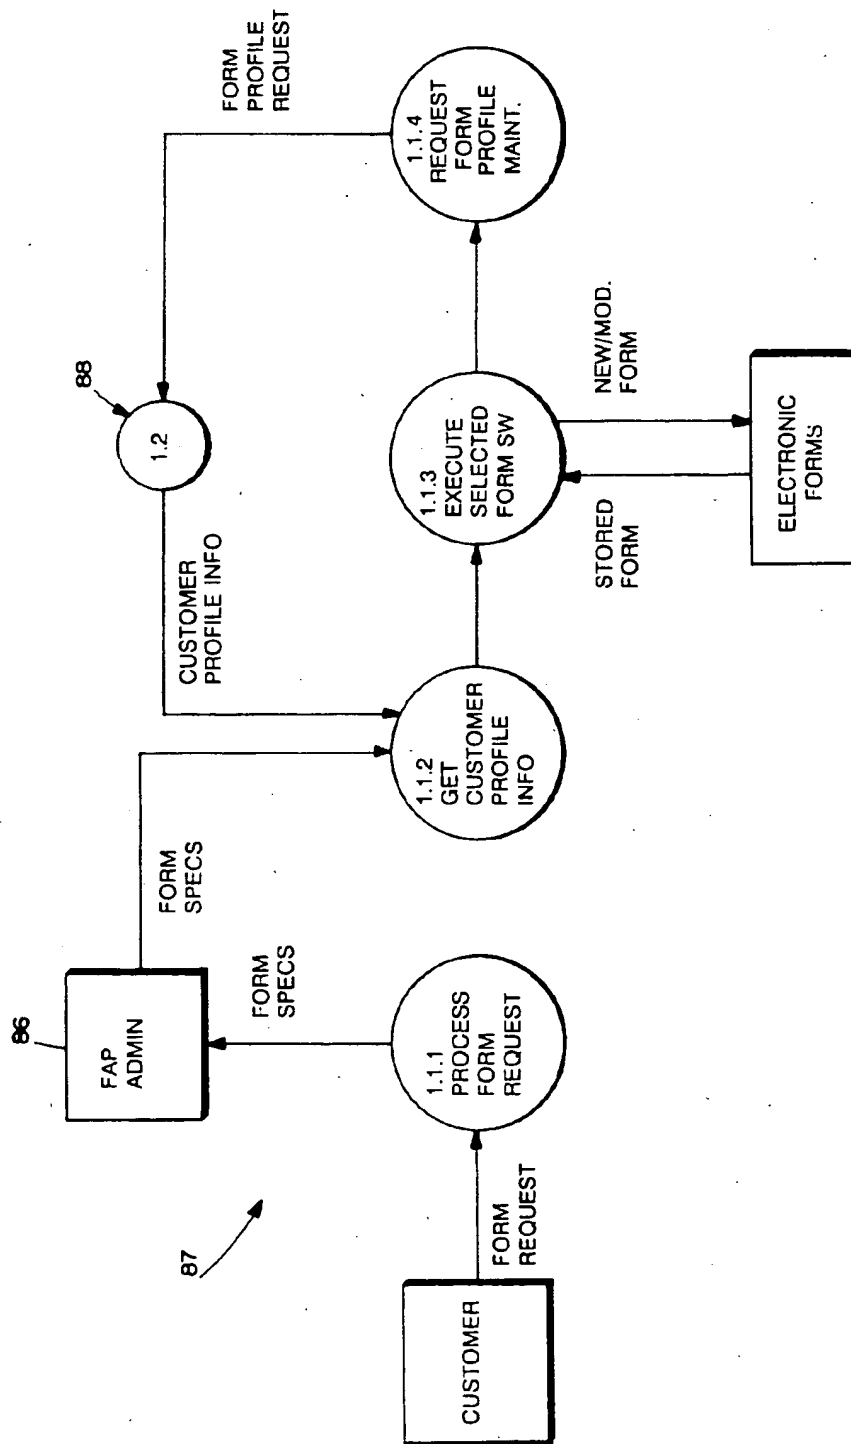 86
FAP
ADMIN
FORM
SPECS
FORM
SPECS
87
CUSTOMER
FORM
REQUEST
1.1.1
PROCESS
FORM
REQUEST
CUSTOMER
PROFILE INFO
88
1.2
FORM
PROFILE
REQUEST
1.1.2
GET
CUSTOMER
PROFILE
INFO
1.1.3
EXECUTE
SELECTED
FORM SW
1.1.4
REQUEST
FORM
PROFILE
MAINT.
STORED
FORM
NEW/MOD.
FORM
ELECTRONIC
FORMS